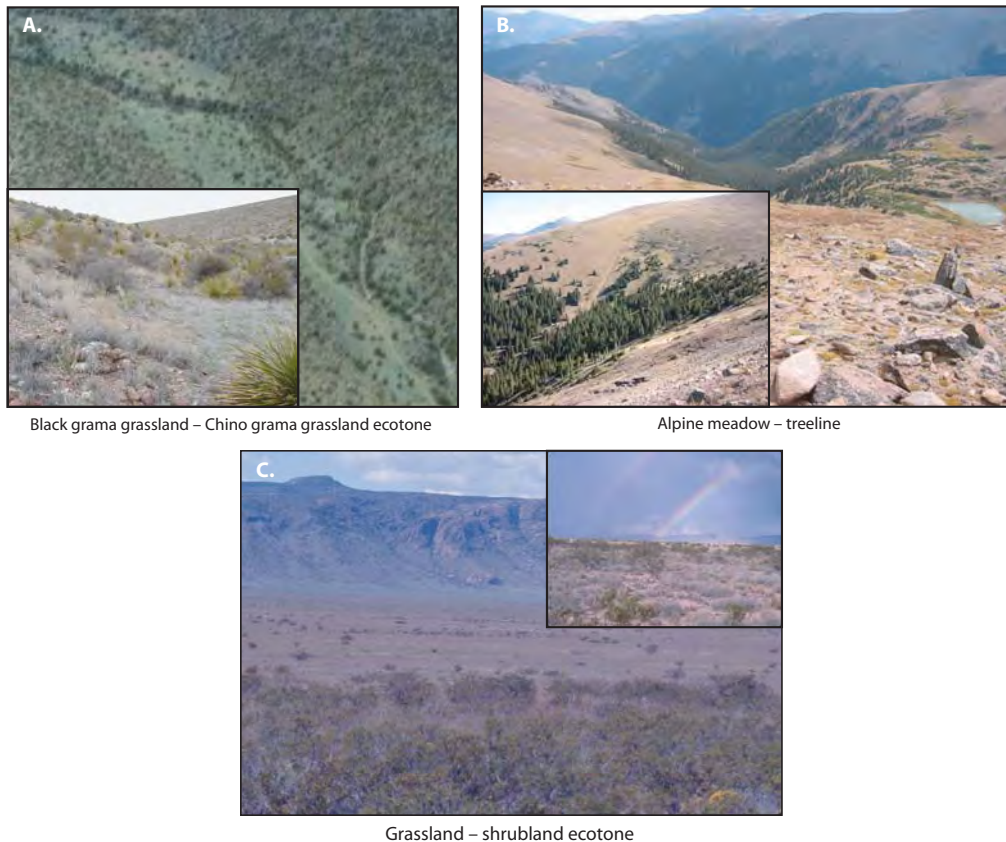 A.
B.
Black grama grassland – Chino grama grassland ecotone
Alpine meadow – treeline
C.
Grassland – shrubland ecotone